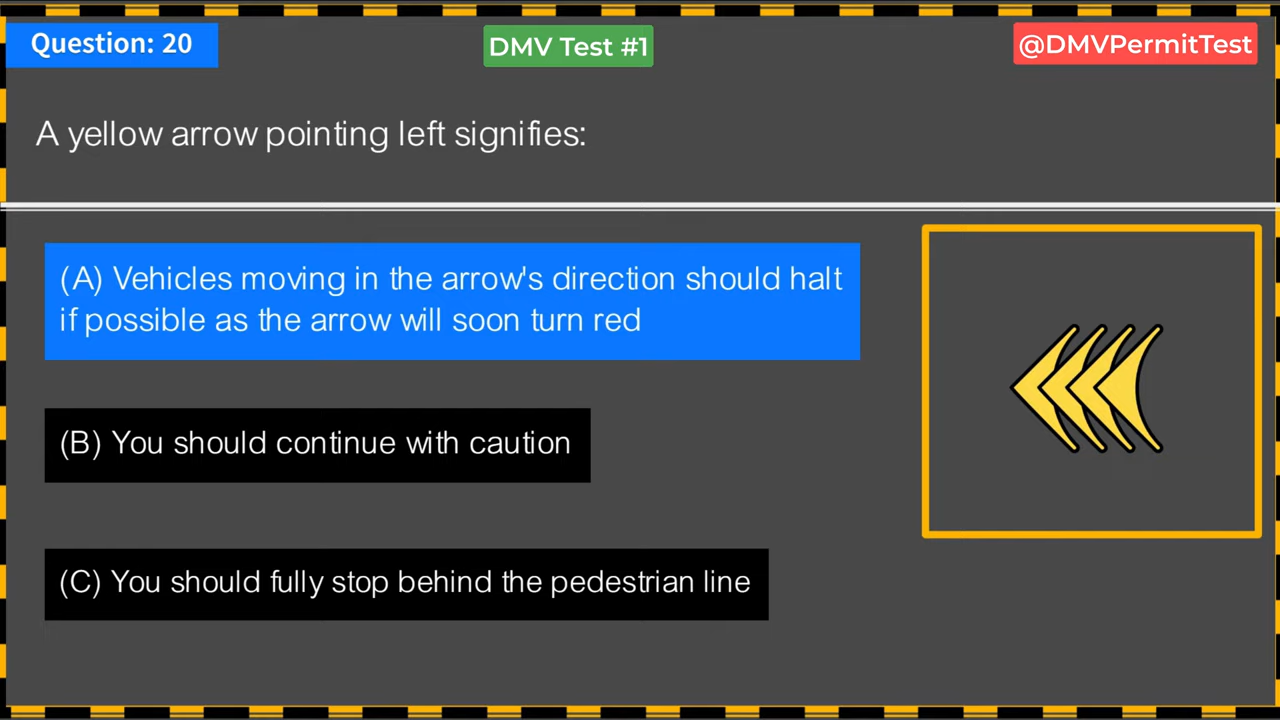 Question: 20
DMV Test #1
@DMVPermitTest
A yellow arrow pointing left signifies:
(A) Vehicles moving in the arrow's direction should halt
if possible as the arrow will soon turn red
(B) You should continue with caution
(C) You should fully stop behind the pedestrian line